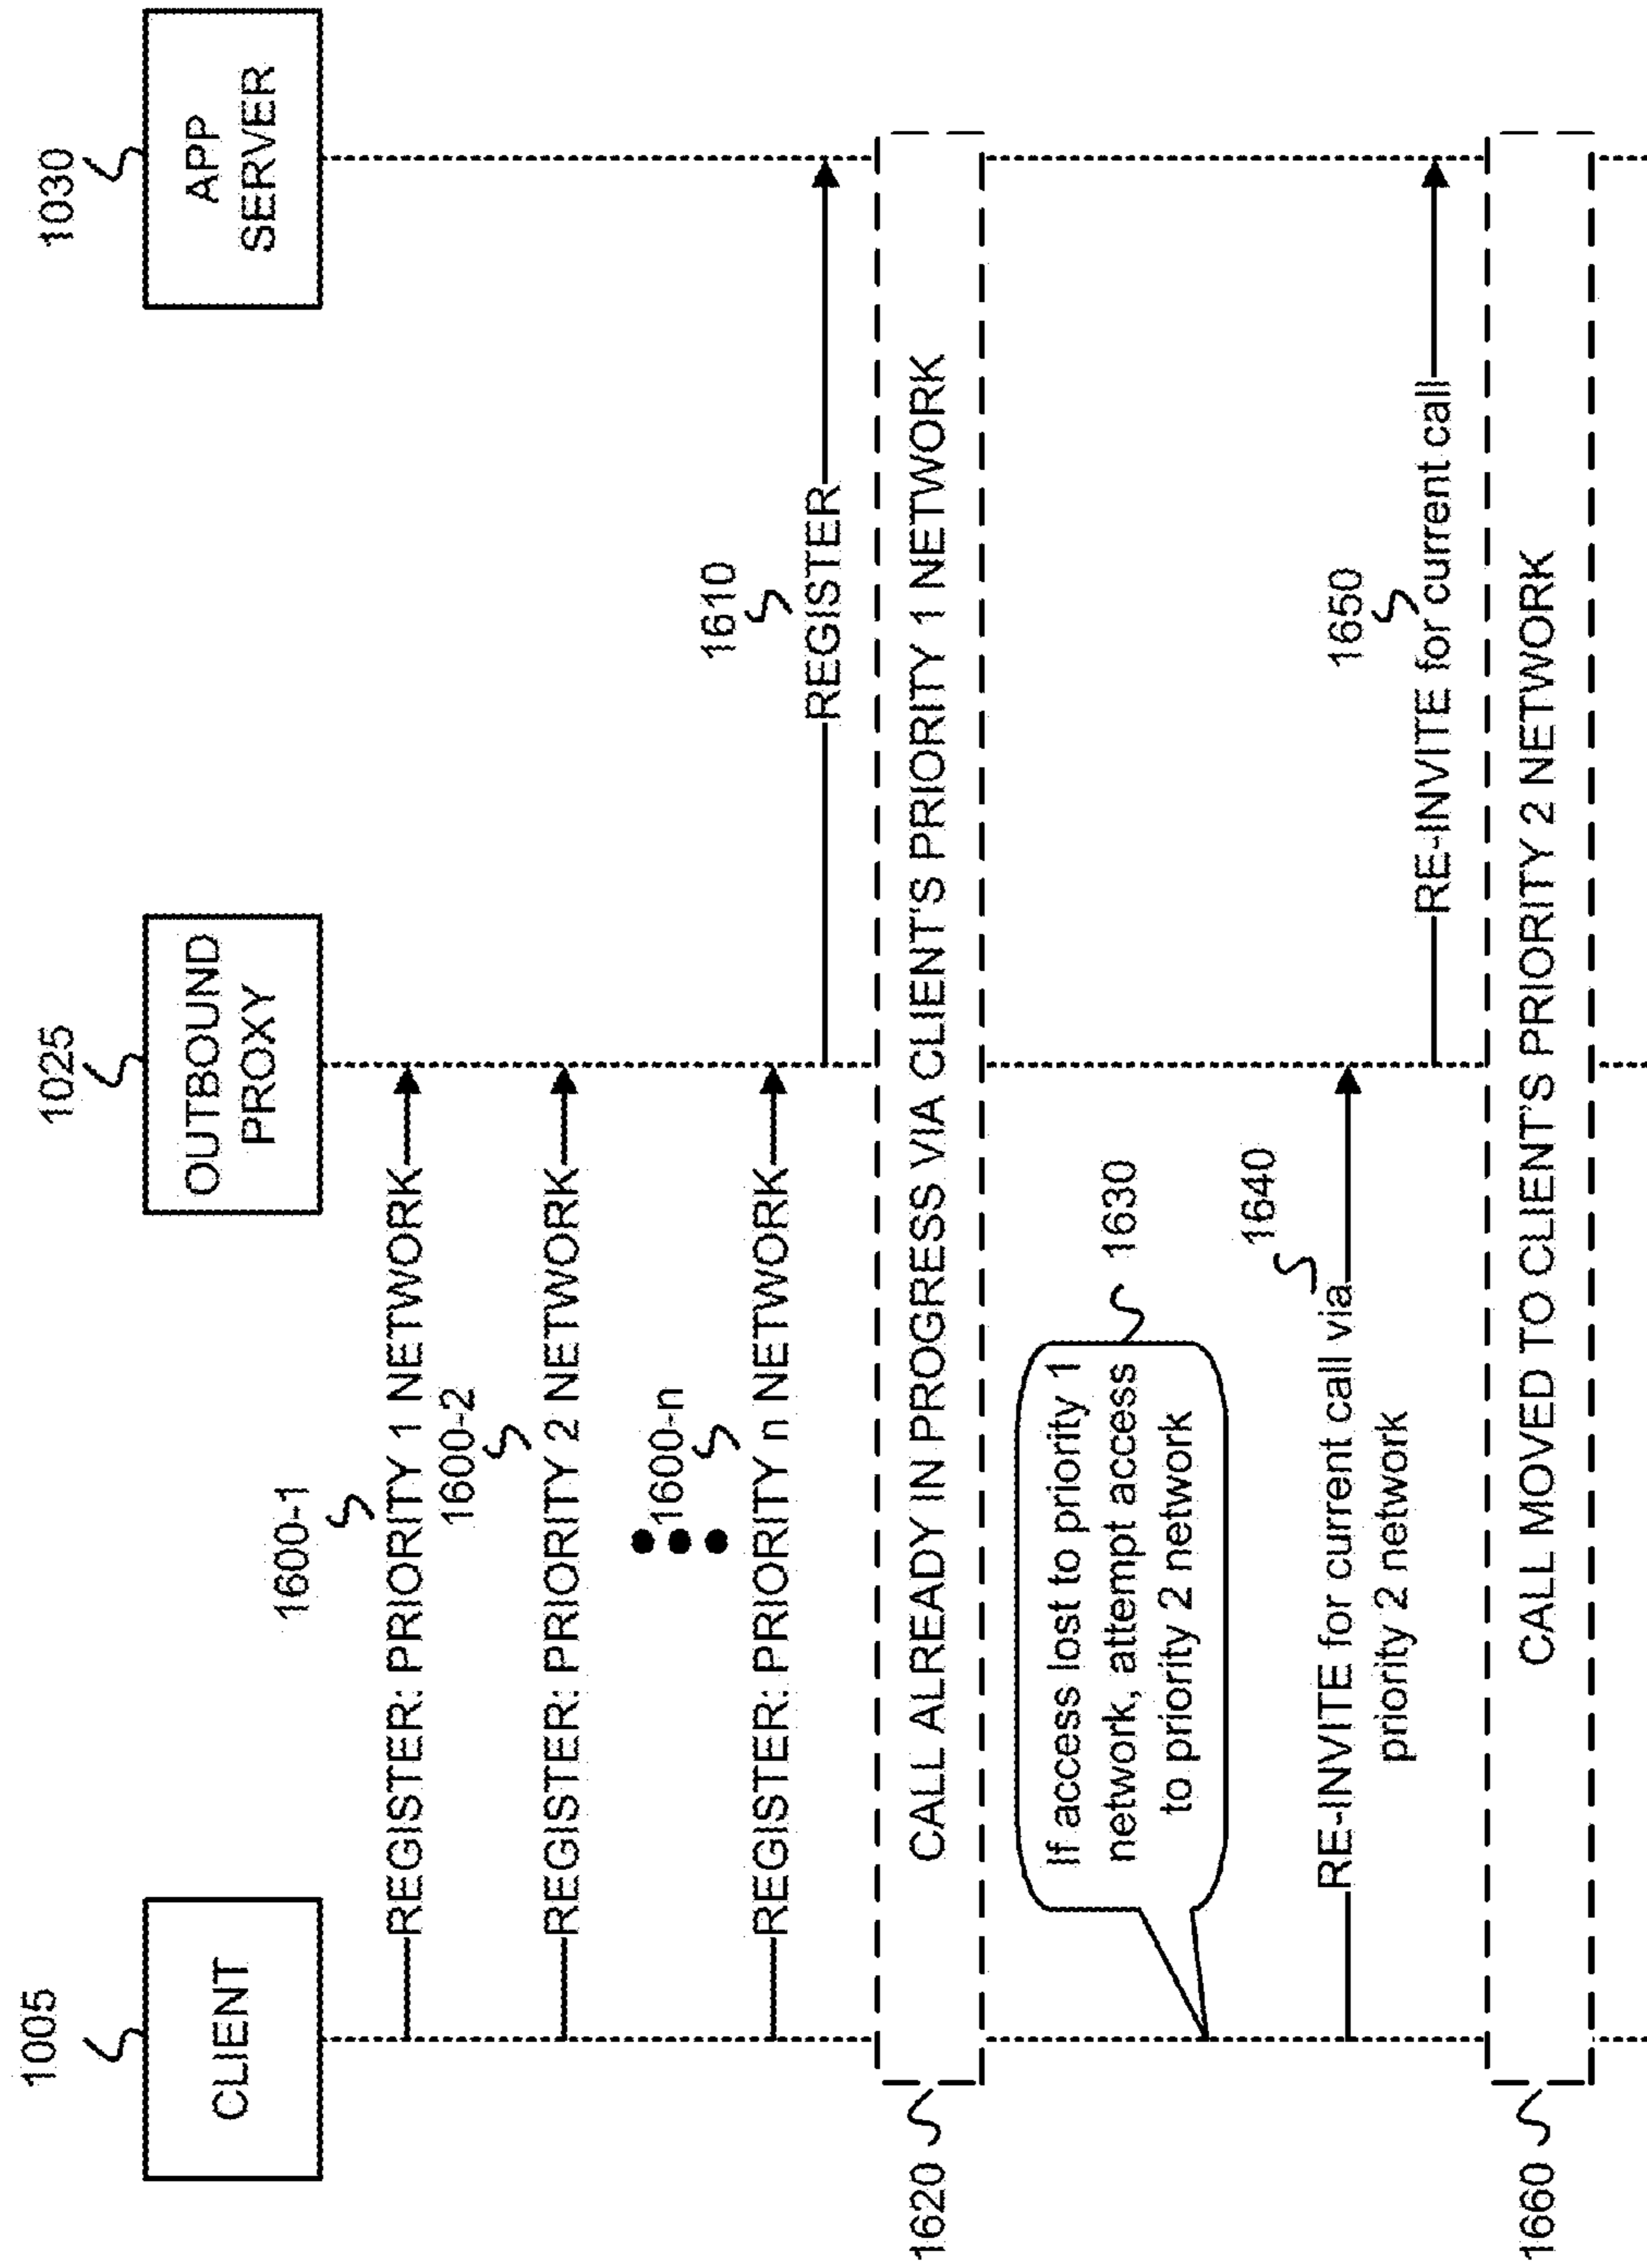 1005
1025
1030
CLIENT
OUTBOUND
PROXY
APP
SERVER
1600-1
REGISTER: PRIORITY 1 NETWORK
1600-2
REGISTER: PRIORITY 2 NETWORK
1600-n
REGISTER: PRIORITY n NETWORK
1610
REGISTER
1620
CALL ALREADY IN PROGRESS VIA CLIENT'S PRIORITY 1 NETWORK
If access lost to priority 1
network, attempt access
to priority 2 network
1630
1640
RE-INVITE for current call via
priority 2 network
1650
RE-INVITE for current call
1660
CALL MOVED TO CLIENT'S PRIORITY 2 NETWORK